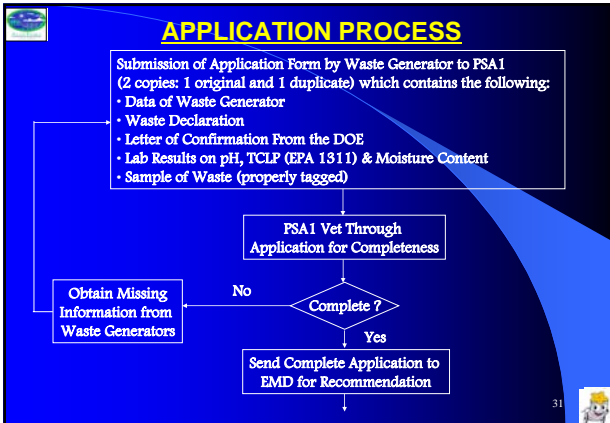 APPLICATION PROCESS
Submission of Application Form by Waste Generator to PSA1
(2 copies: 1 original and 1 duplicate) which contains the following:
• Data of Waste Generator
• Waste Declaration
• Letter of Confirmation From the DOE
• Lab Results on pH, TCLP (EPA 1311) & Moisture Content
• Sample of Waste (properly tagged)
PSA1 Vet Through
Application for Completeness
Complete ?
No
Obtain Missing
Information from
Waste Generators
Yes
Send Complete Application to
EMD for Recommendation
31